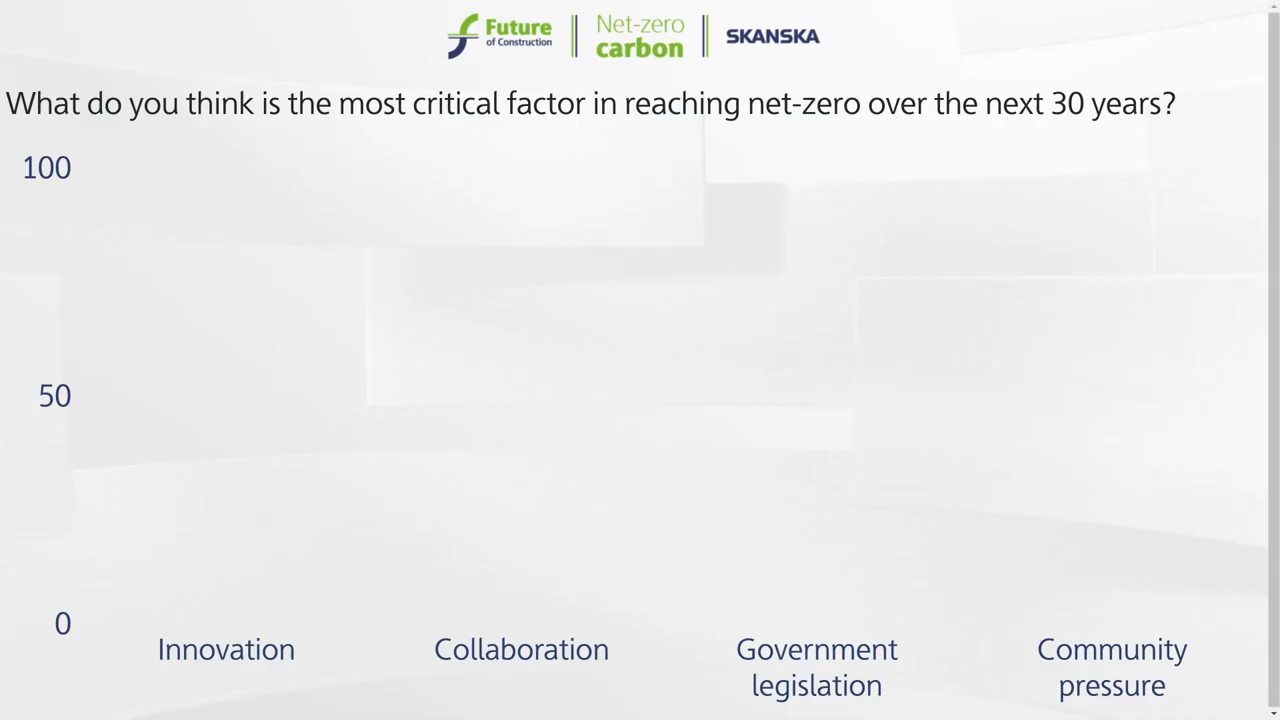 Future
of Construction
Net-zero
carbon
SKANSKA
What do you think is the most critical factor in reaching net-zero over the next 30 years?
100
50
0
Innovation
Collaboration
Government
legislation
Community
pressure